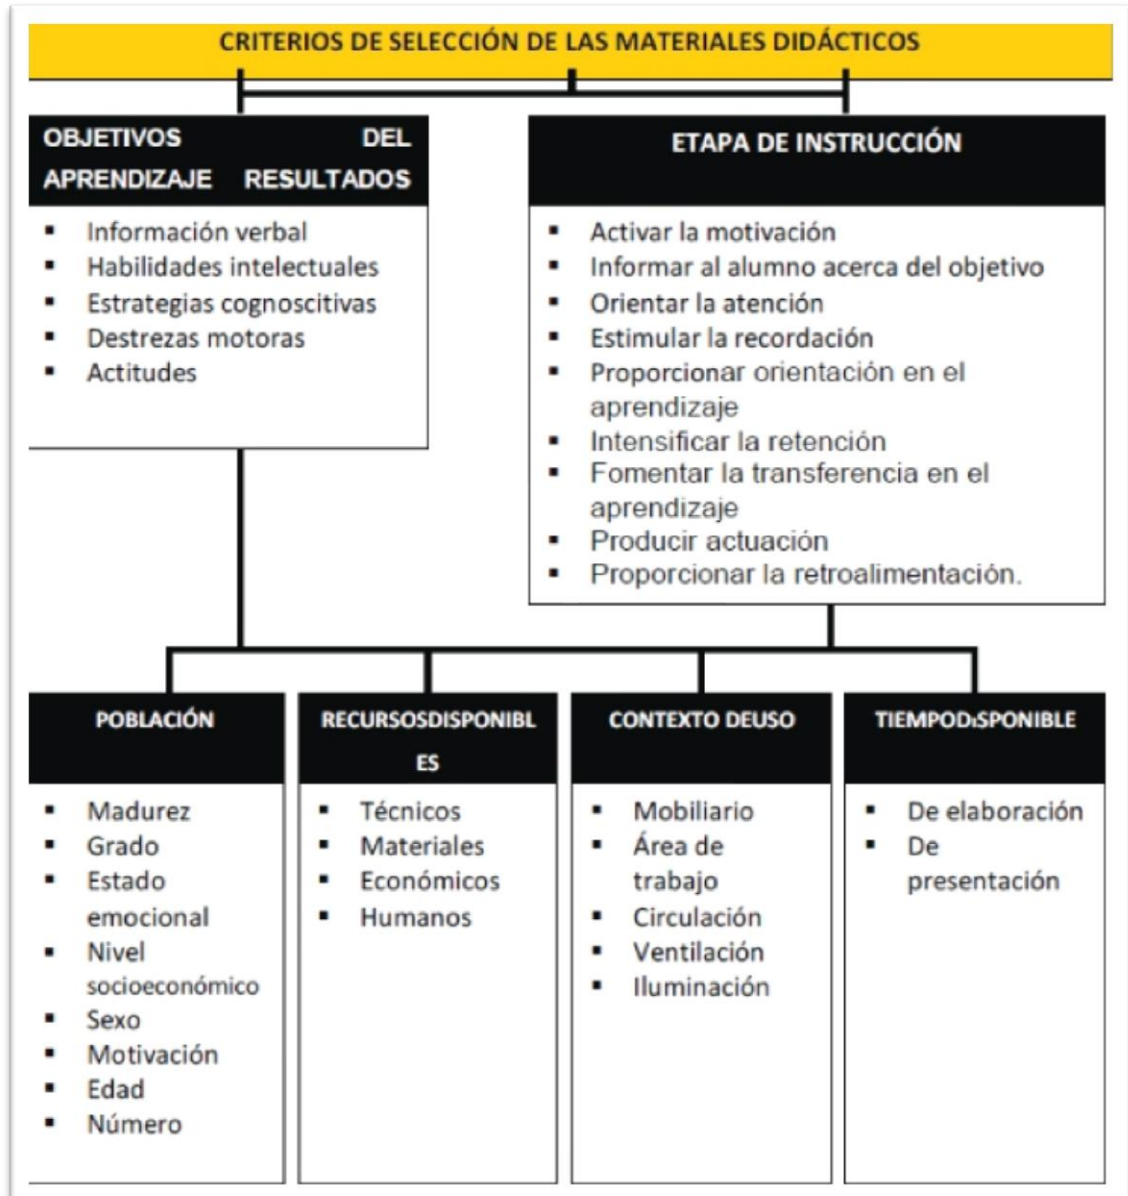 CRITERIOS DE SELECCIÓN DE LAS MATERIALES DIDÁCTICOS
OBJETIVOS DEL
APRENDIZAJE RESULTADOS
▪ Información verbal
▪ Habilidades intelectuales
▪ Estrategias cognoscitivas
▪ Destrezas motoras
▪ Actitudes
ETAPA DE INSTRUCCIÓN
▪ Activar la motivación
▪ Informar al alumno acerca del objetivo
▪ Orientar la atención
▪ Estimular la recordación
▪ Proporcionar orientación en el
aprendizaje
▪ Intensificar la retención
▪ Fomentar la transferencia en el
aprendizaje
▪ Producir actuación
▪ Proporcionar la retroalimentación.
POBLACIÓN
▪ Madurez
▪ Grado
▪ Estado
emocional
▪ Nivel
socioeconómico
▪ Sexo
▪ Motivación
▪ Edad
▪ Número
RECURSOSDISPONIBL
ES
▪ Técnicos
▪ Materiales
▪ Económicos
▪ Humanos
CONTEXTO DEUSO
▪ Mobiliario
▪ Área de
trabajo
▪ Circulación
▪ Ventilación
▪ Iluminación
TIEMPODISPONIBLE
▪ De elaboración
▪ De
presentación